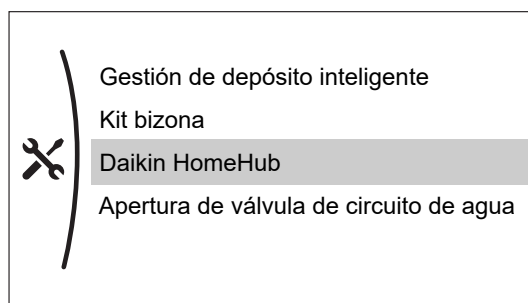 Gestión de depósito inteligente
Kit bizona
Daikin HomeHub
Apertura de válvula de circuito de agua